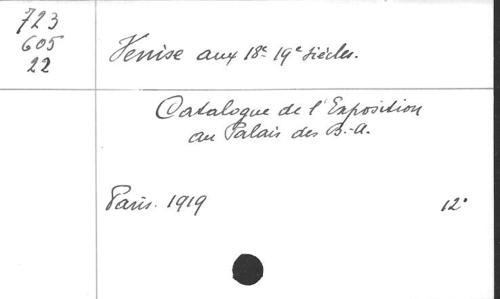 723
605
22
Venise aux 18e 19e siècles.
Catalogue de l'Exposition
au Palais des B.-A.
Paris. 1919
12°